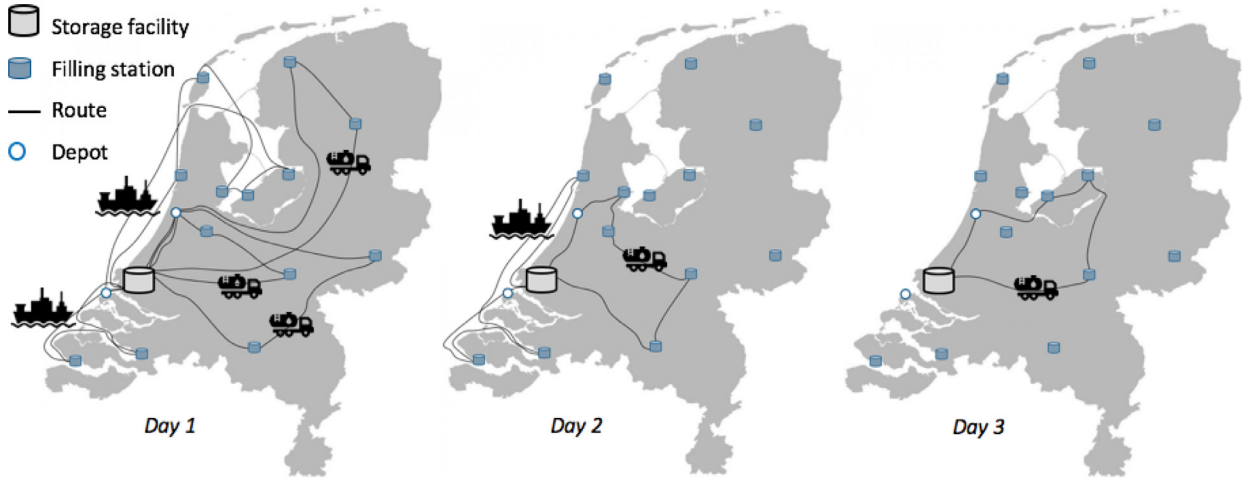 Storage facility
Filling station
Route
Depot
Day 1
Day 2
Day 3